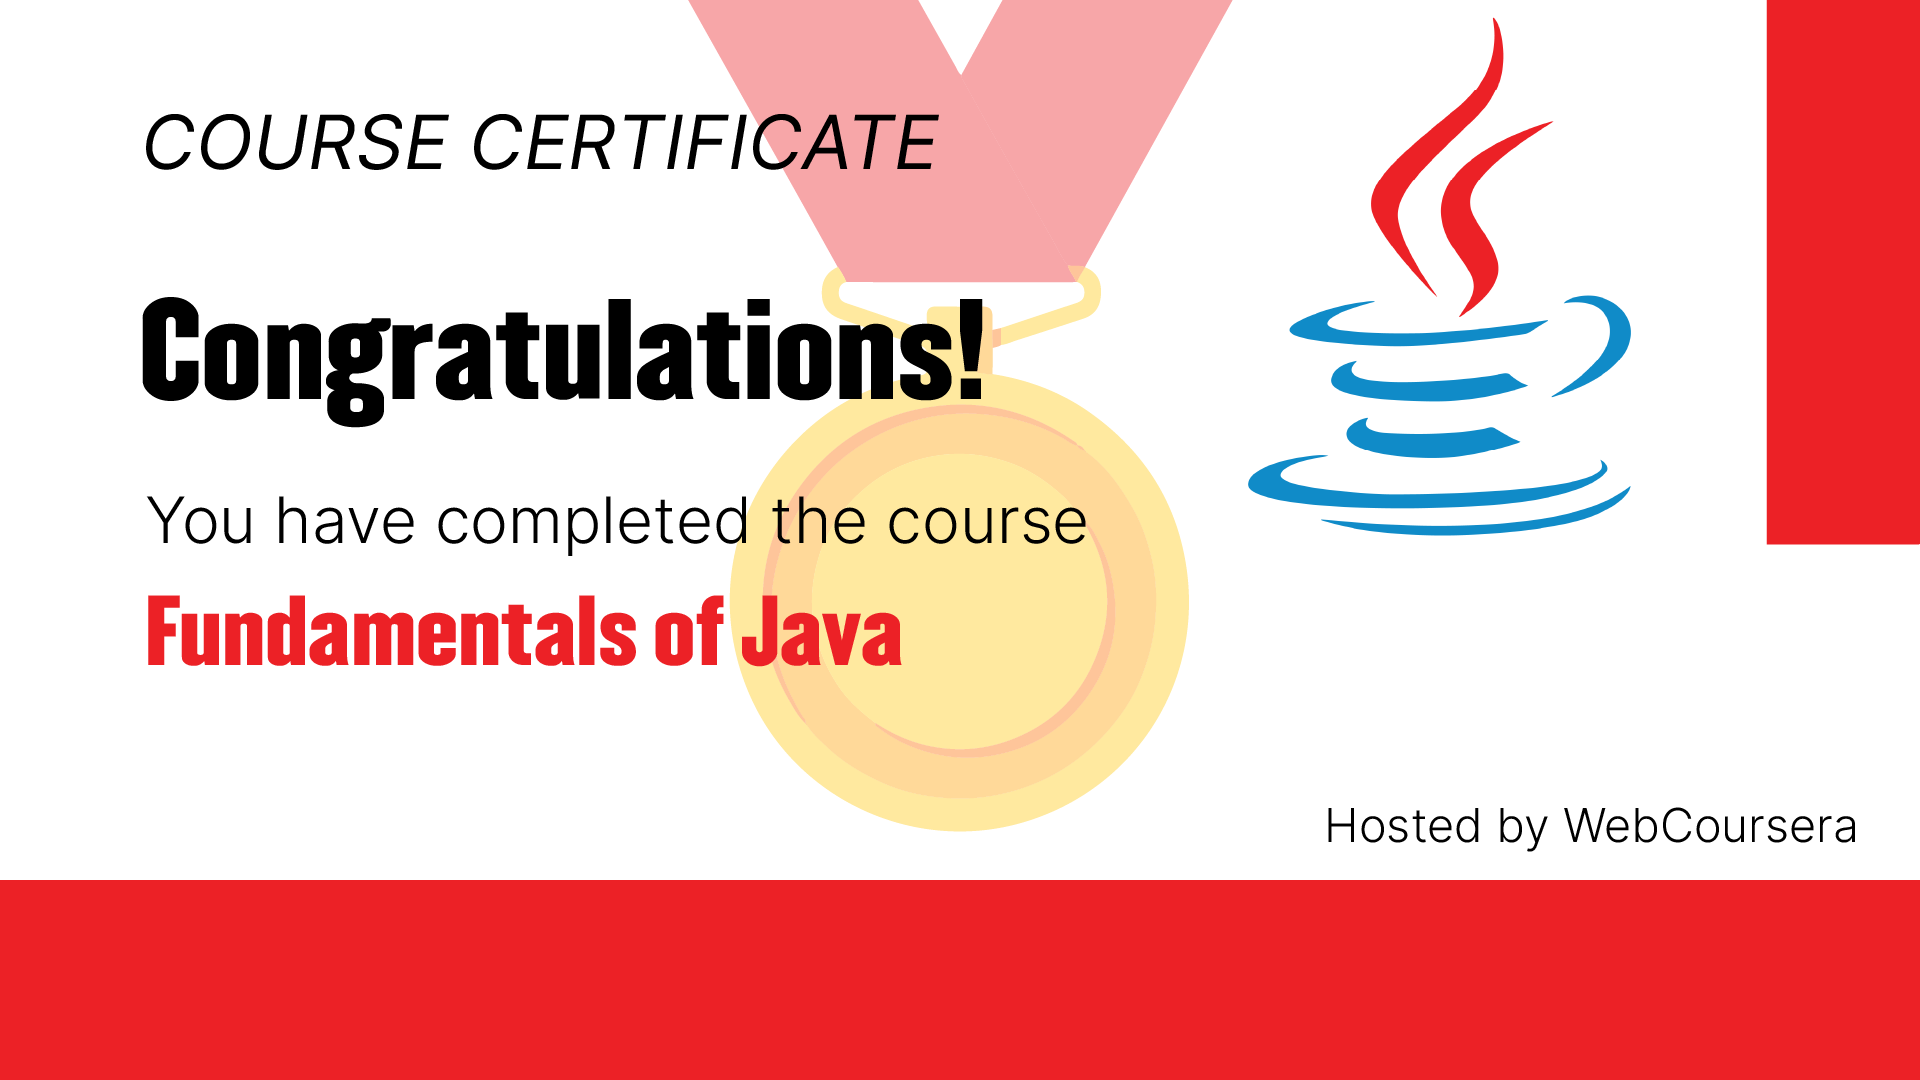 COURSE CERTIFICATE
Congratulations!
You have completed the course
Fundamentals of Java
Hosted by WebCoursera